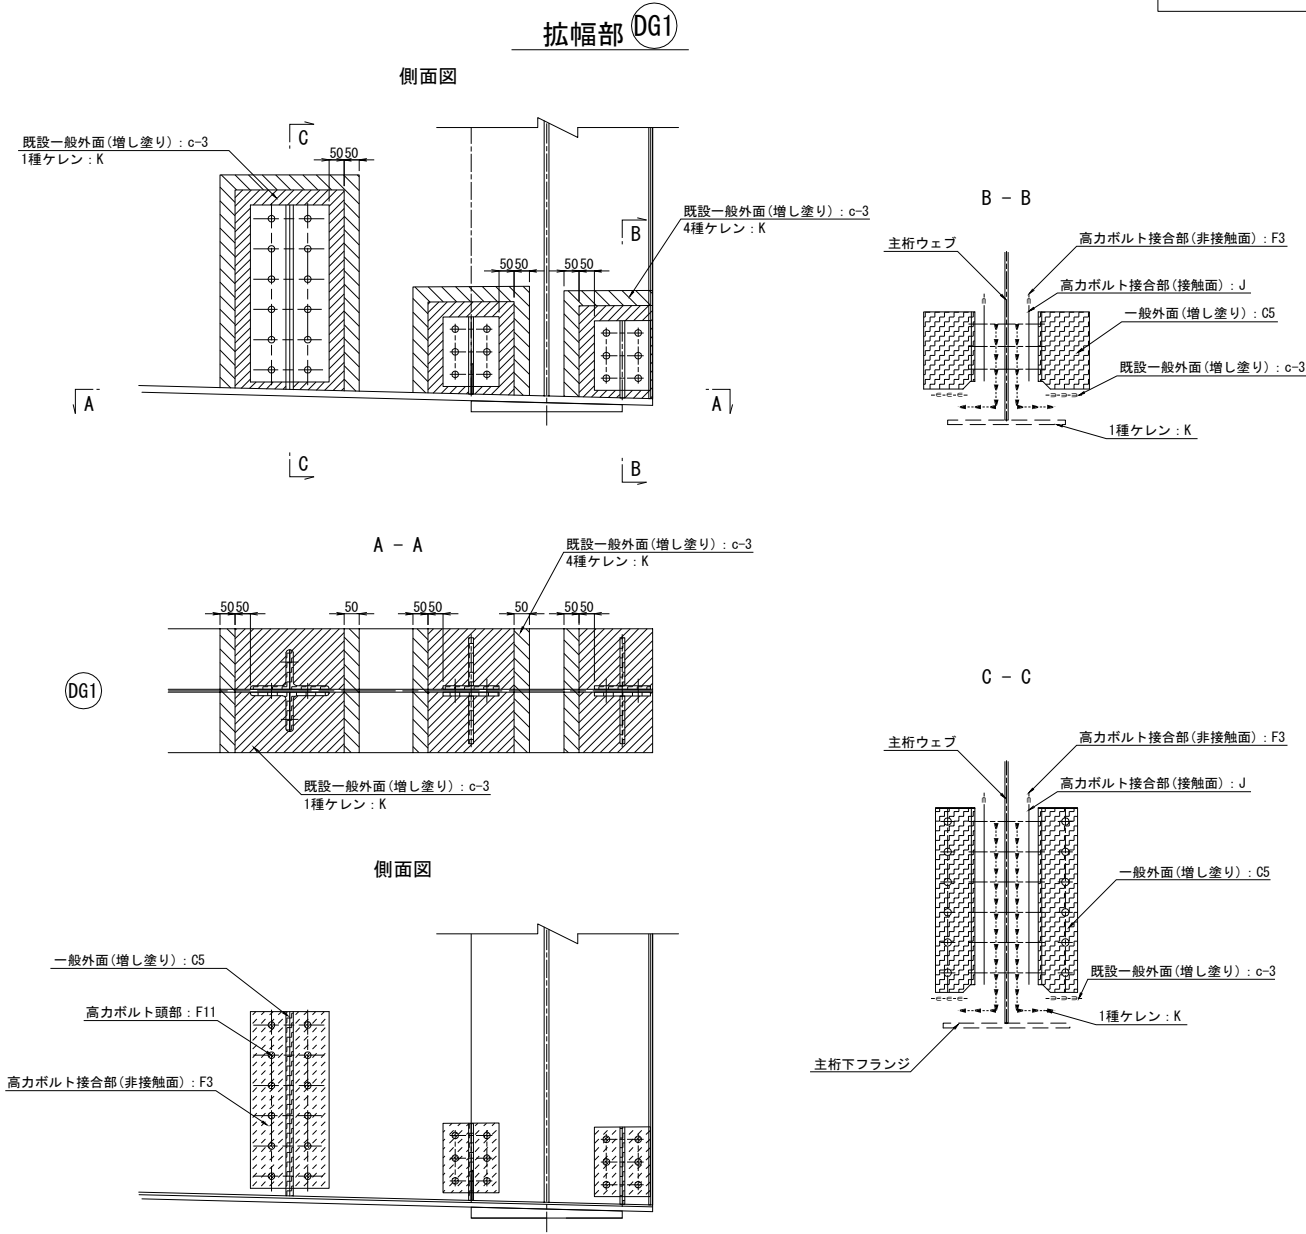 拡幅部 DG1
側面図
既設一般外面(増し塗り):c-3
1種ケレン:K
C
50 50
既設一般外面(増し塗り):c-3
4種ケレン:K
B
50 50
50 50
A
A
C
B
B - B
主桁ウェブ
高力ボルト接合部(非接触面):F3
高力ボルト接合部(接触面):J
一般外面(増し塗り):C5
既設一般外面(増し塗り):c-3
1種ケレン:K
A - A
既設一般外面(増し塗り):c-3
4種ケレン:K
50 50
50
50 50
50
50 50
DG1
既設一般外面(増し塗り):c-3
1種ケレン:K
C - C
主桁ウェブ
高力ボルト接合部(非接触面):F3
高力ボルト接合部(接触面):J
一般外面(増し塗り):C5
既設一般外面(増し塗り):c-3
1種ケレン:K
主桁下フランジ
側面図
一般外面(増し塗り):C5
高力ボルト頭部:F11
高力ボルト接合部(非接触面):F3